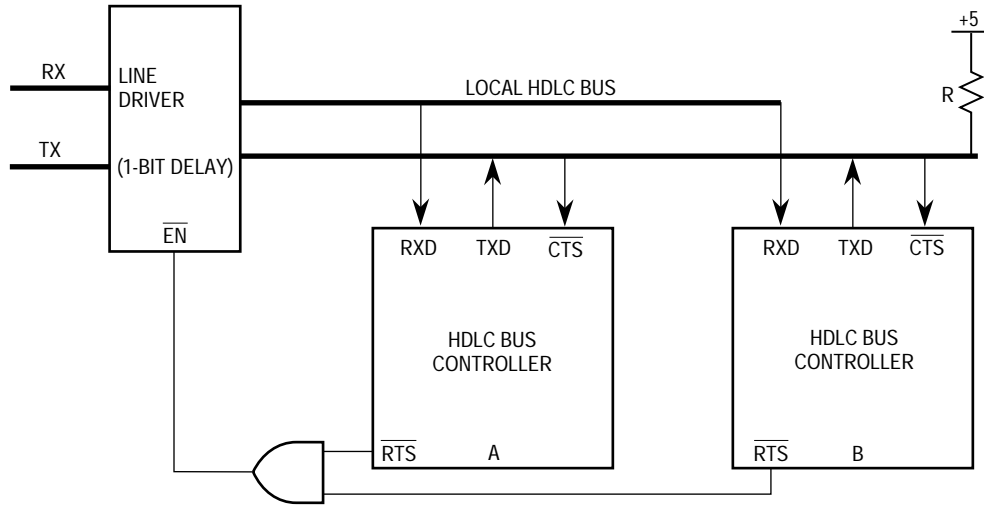 +5
RX
LINE
DRIVER
LOCAL HDLC BUS
R
TX
(1-BIT DELAY)
EN
RXD TXD CTS
RXD TXD CTS
HDLC BUS
CONTROLLER
HDLC BUS
CONTROLLER
RTS A
RTS B